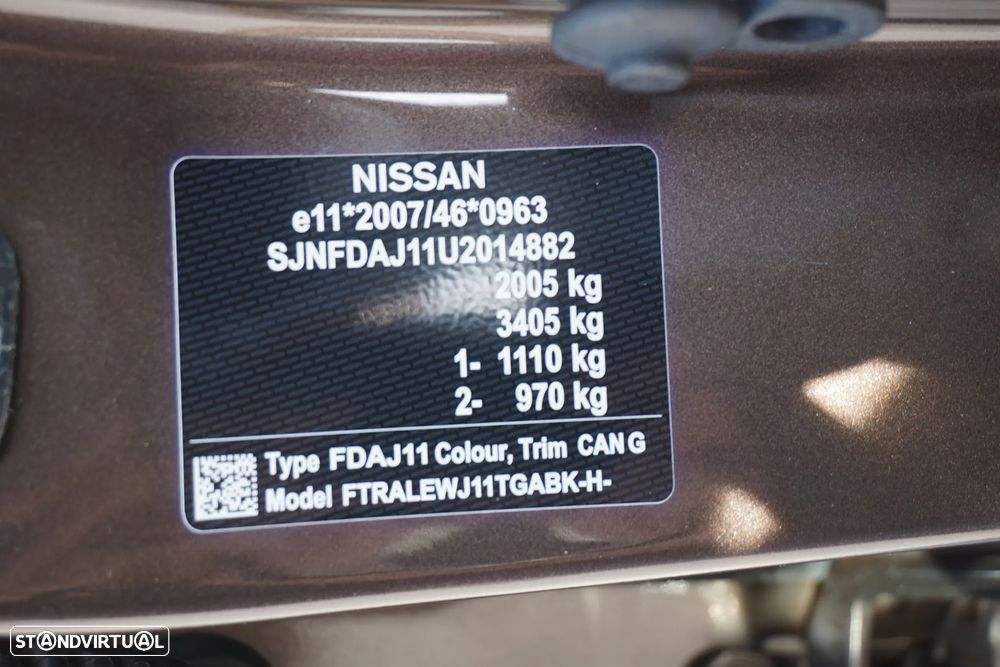 NISSAN
e11*2007/46*0963
SJNFDAJ11U2014882
2005 kg
3405 kg
1- 1110 kg
2- 970 kg
Type FDAJ11 Colour, Trim CAN G
Model FTRALEWJ11TGABK-H-
STANDVIRTUAL